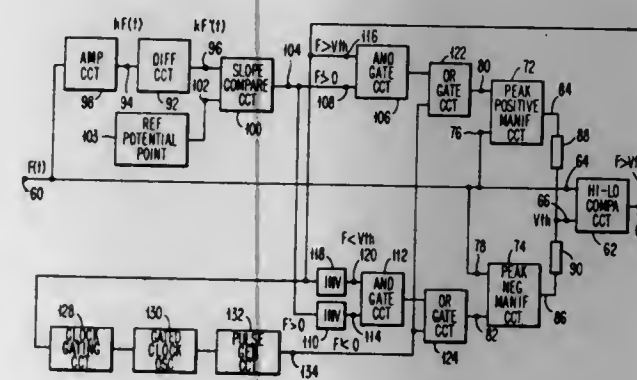 kF(t)
kF'(t)
96
104
F>Vth
116
122
80
72
AMP
CCT
DIFF
CCT
SLOPE
COMPARE
CCT
AND
GATE
CCT
OR
GATE
CCT
PEAK
POSITIVE
MANIF
CCT
84
98
94
92
102
100
108
106
76
88
103
REF
POTENTIAL
POINT
F(t)
60
64
F>Vt
66
Vth
HI-LO
COMPA
CCT
62
118
F<Vth
120
112
78
74
90
INV
AND
GATE
CCT
PEAK
NEG
MANIF
CCT
INV
110
114
OR
GATE
CCT
82
86
124
128
130
132
CLOCK
GATING
CCT
GATED
CLOCK
OSC
PULSE
GEN
CCT
134